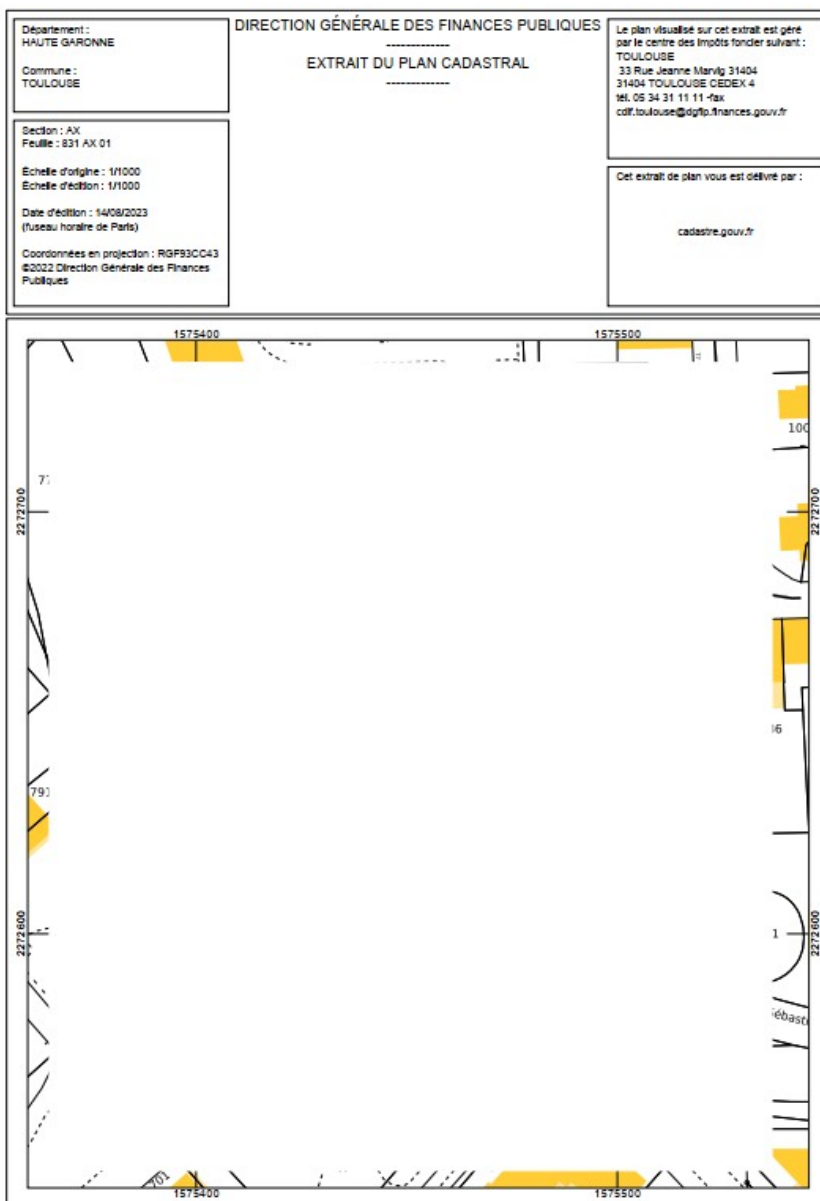 Département :
HAUTE GARONNE
Commune :
TOULOUSE
Section : AX
Feuille : 831 AX 01
Échelle d'origine : 1/1000
Échelle d'édition : 1/1000
Date d'édition : 14/08/2023
(fuseau horaire de Paris)
Coordonnées en projection : RGF93CC43
©2022 Direction Générale des Finances
Publiques
DIRECTION GÉNÉRALE DES FINANCES PUBLIQUES
-------------
EXTRAIT DU PLAN CADASTRAL
-------------
Le plan visualisé sur cet extrait est géré
par le centre des impôts foncier suivant :
TOULOUSE
33 Rue Jeanne Marvig 31404
31404 TOULOUSE CEDEX 4
tél. 05 34 31 11 11 -fax
cdif.toulouse@dgfip.finances.gouv.fr
Cet extrait de plan vous est délivré par :
cadastre.gouv.fr
1575400
1575500
100
77
2272700
2272700
46
791
2272600
2272600
1
Sébasti
701
1575400
1575500